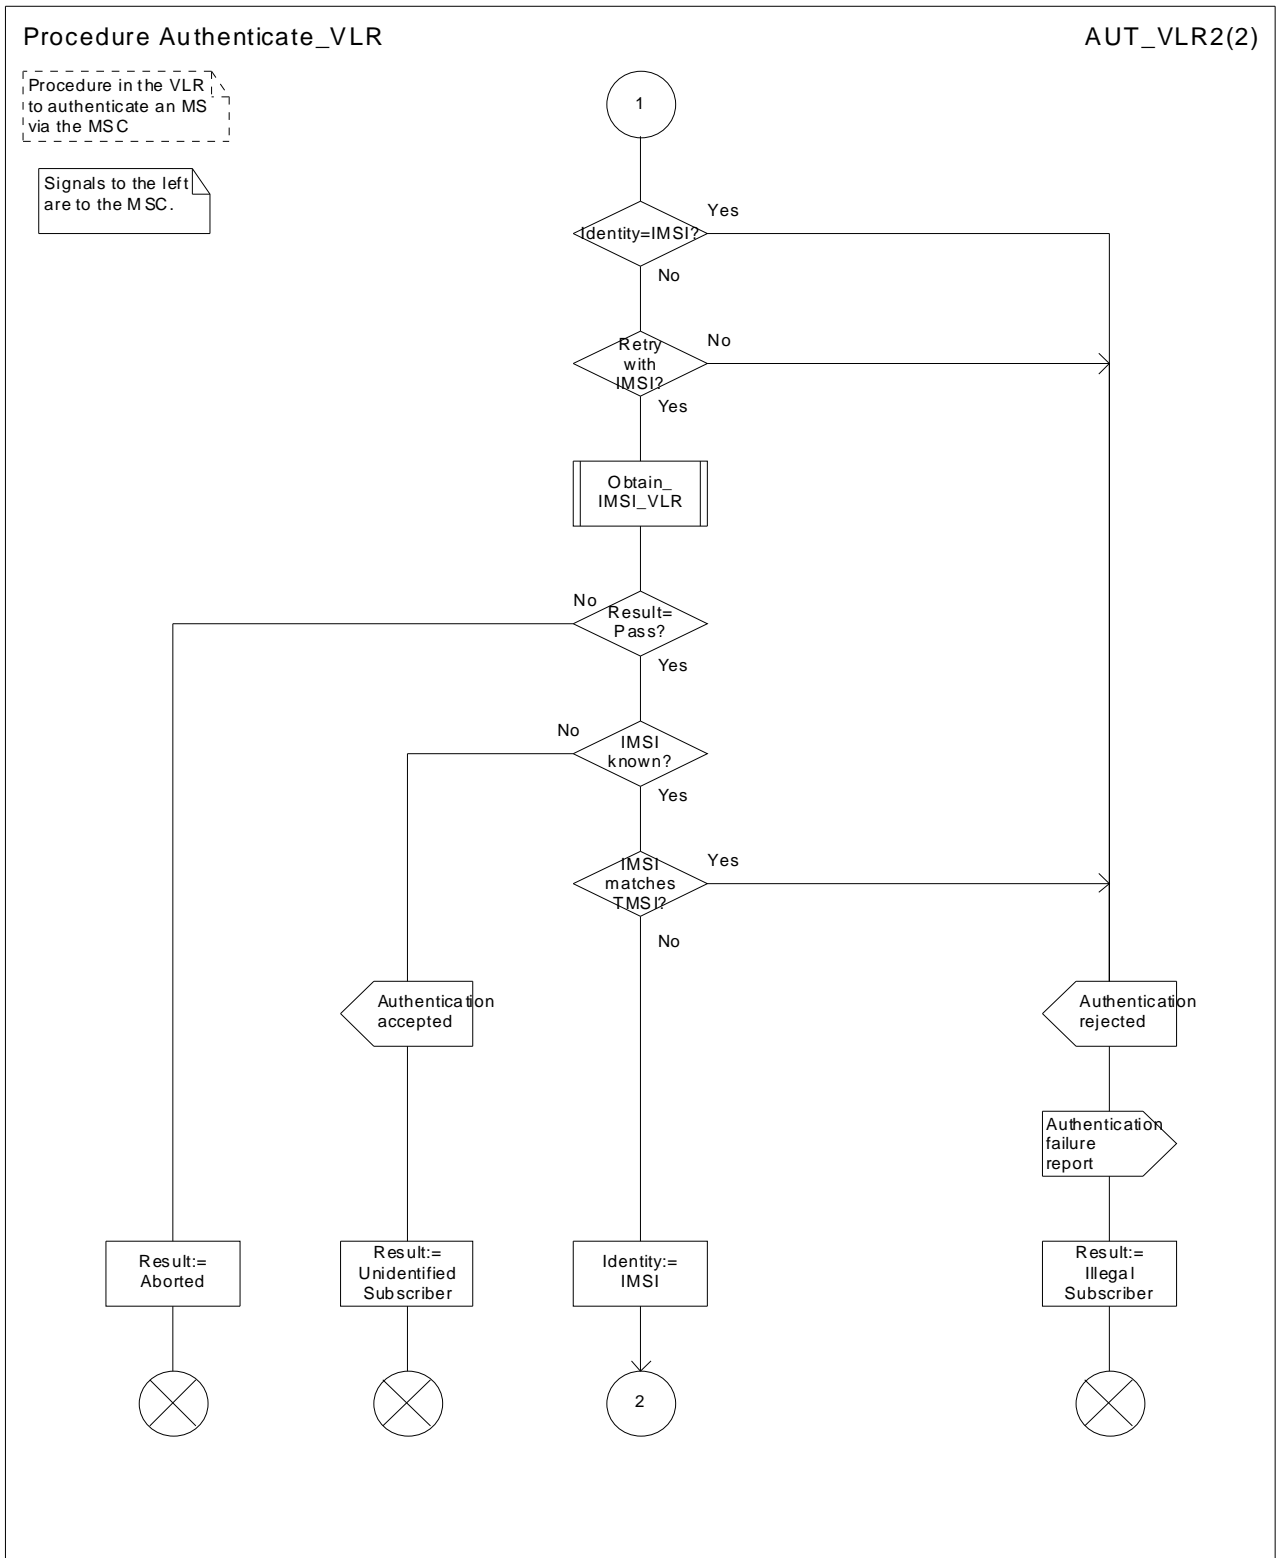 Procedure Authenticate_VLR
AUT_VLR2(2)
Procedure in the VLR
to authenticate an MS
via the MSC
Signals to the left
are to the MSC.
1
Identity=IMSI?
Yes
No
Retry
with
IMSI?
No
Yes
Obtain_
IMSI_VLR
Result=
Pass?
No
Yes
IMSI
known?
No
Yes
IMSI
matches
TMSI?
Yes
No
Authentication
accepted
Authentication
rejected
Authentication
failure
report
Result:=
Aborted
Result:=
Unidentified
Subscriber
Identity:=
IMSI
Result:=
Illegal
Subscriber
2